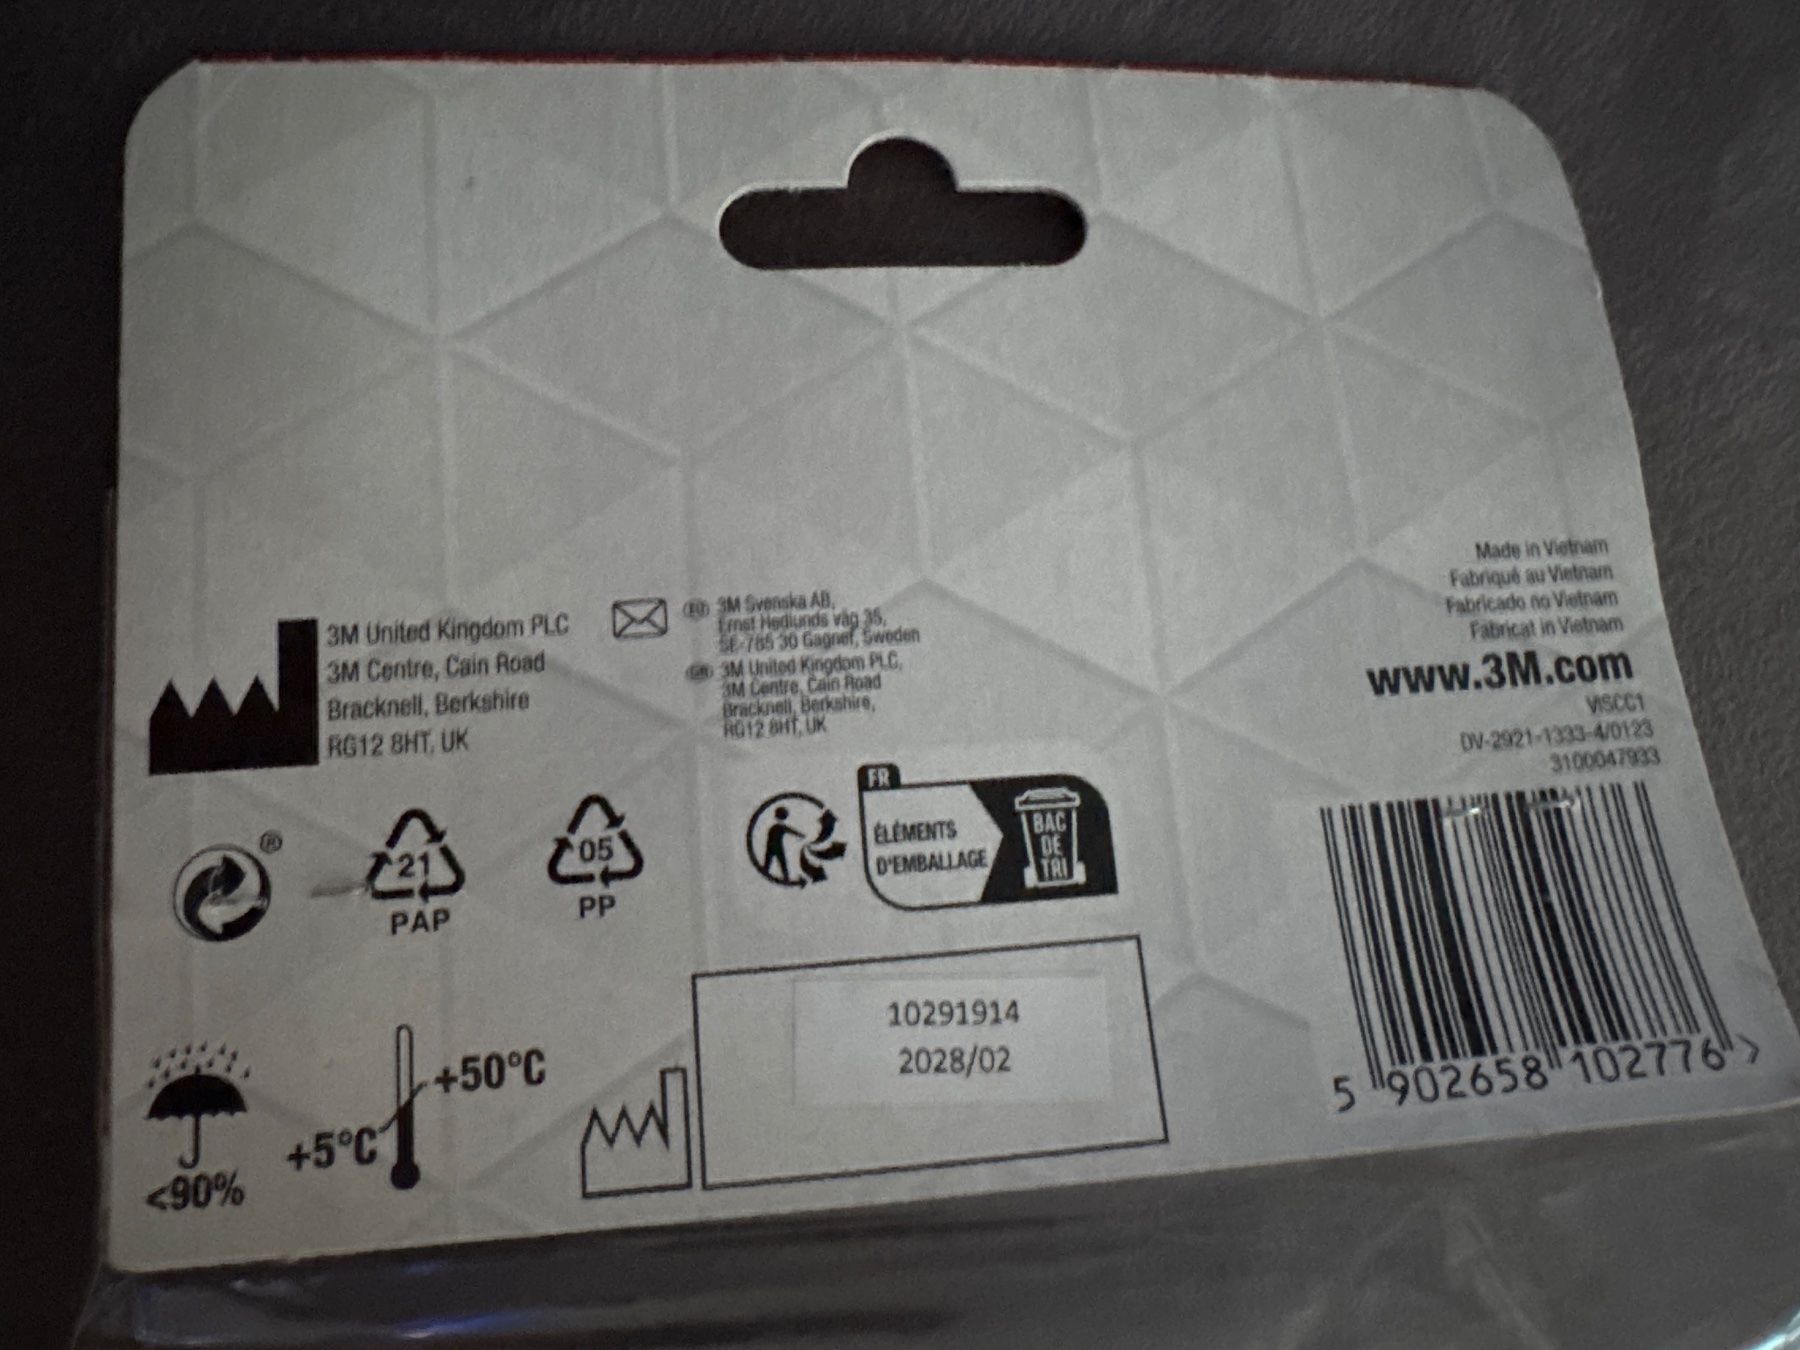 3M United Kingdom PLC
3M Centre, Cain Road
Bracknell, Berkshire
RG12 8HT, UK
EU 3M Svenska AB,
Ernst Hedlunds väg 35,
SE-785 30 Gagnef, Sweden
GB 3M United Kingdom PLC,
3M Centre, Cain Road
Bracknell, Berkshire,
RG12 8HT, UK
Made in Vietnam
Fabriqué au Vietnam
Fabricado no Vietnam
Fabricat in Vietnam
www.3M.com
VISCC1
DV-2921-1333-4/0123
3100047933
®
21
PAP
05
PP
FR
ÉLÉMENTS
D'EMBALLAGE
BAC
DE
TRI
<90%
+5°C
+50°C
10291914
2028/02
5 902658 102776 >